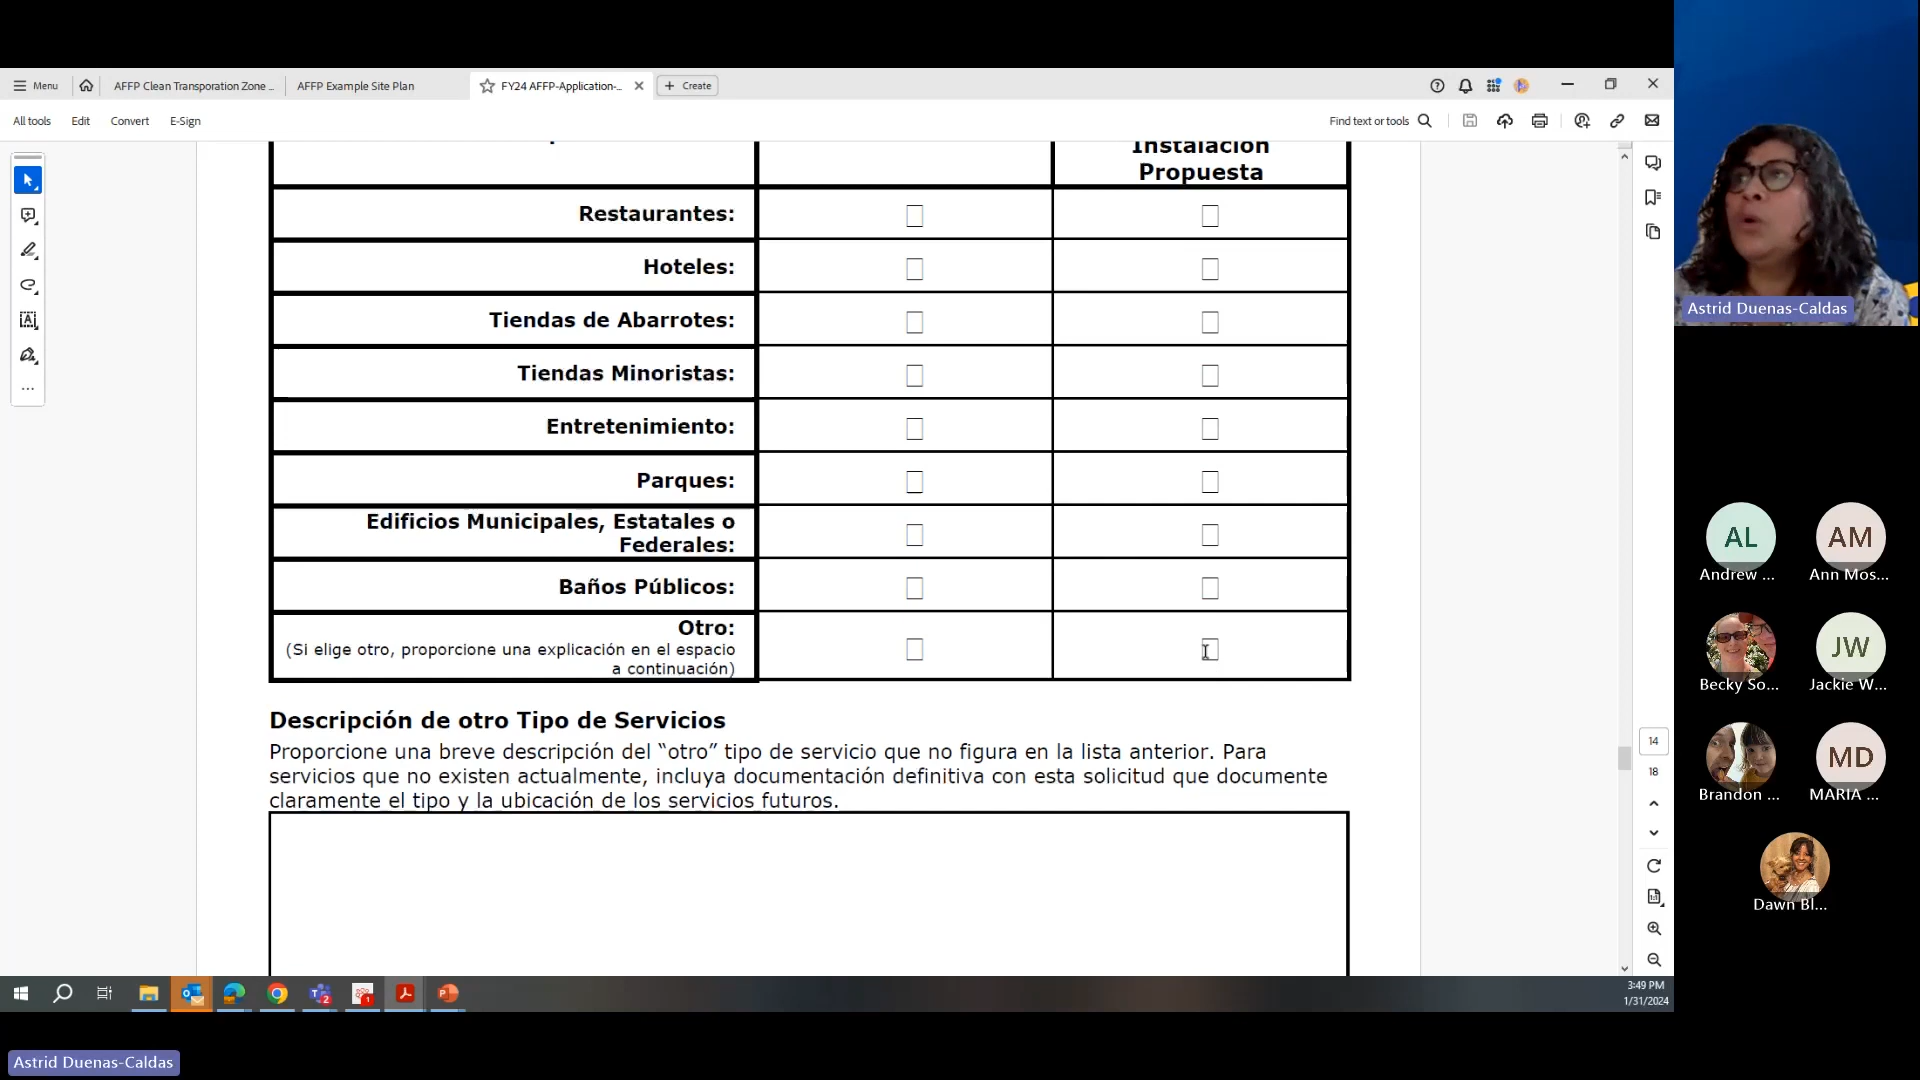 Menu
AFFP Clean Transporation Zone ...
AFFP Example Site Plan
FY24 AFFP-Application-...
Create
All tools
Edit
Convert
E-Sign
Find text or tools
Instalación
Propuesta
Restaurantes:
Hoteles:
Tiendas de Abarrotes:
Tiendas Minoristas:
Entretenimiento:
Parques:
Edificios Municipales, Estatales o
Federales:
Baños Públicos:
Otro:
(Si elige otro, proporcione una explicación en el espacio
a continuación)
Descripción de otro Tipo de Servicios
Proporcione una breve descripción del “otro” tipo de servicio que no figura en la lista anterior. Para
servicios que no existen actualmente, incluya documentación definitiva con esta solicitud que documente
claramente el tipo y la ubicación de los servicios futuros.
14
18
3:49 PM
1/31/2024
Astrid Duenas-Caldas
AL
Andrew ...
AM
Ann Mos...
Becky So...
JW
Jackie W...
Brandon ...
MD
MARIA ...
Dawn Bl...
Astrid Duenas-Caldas